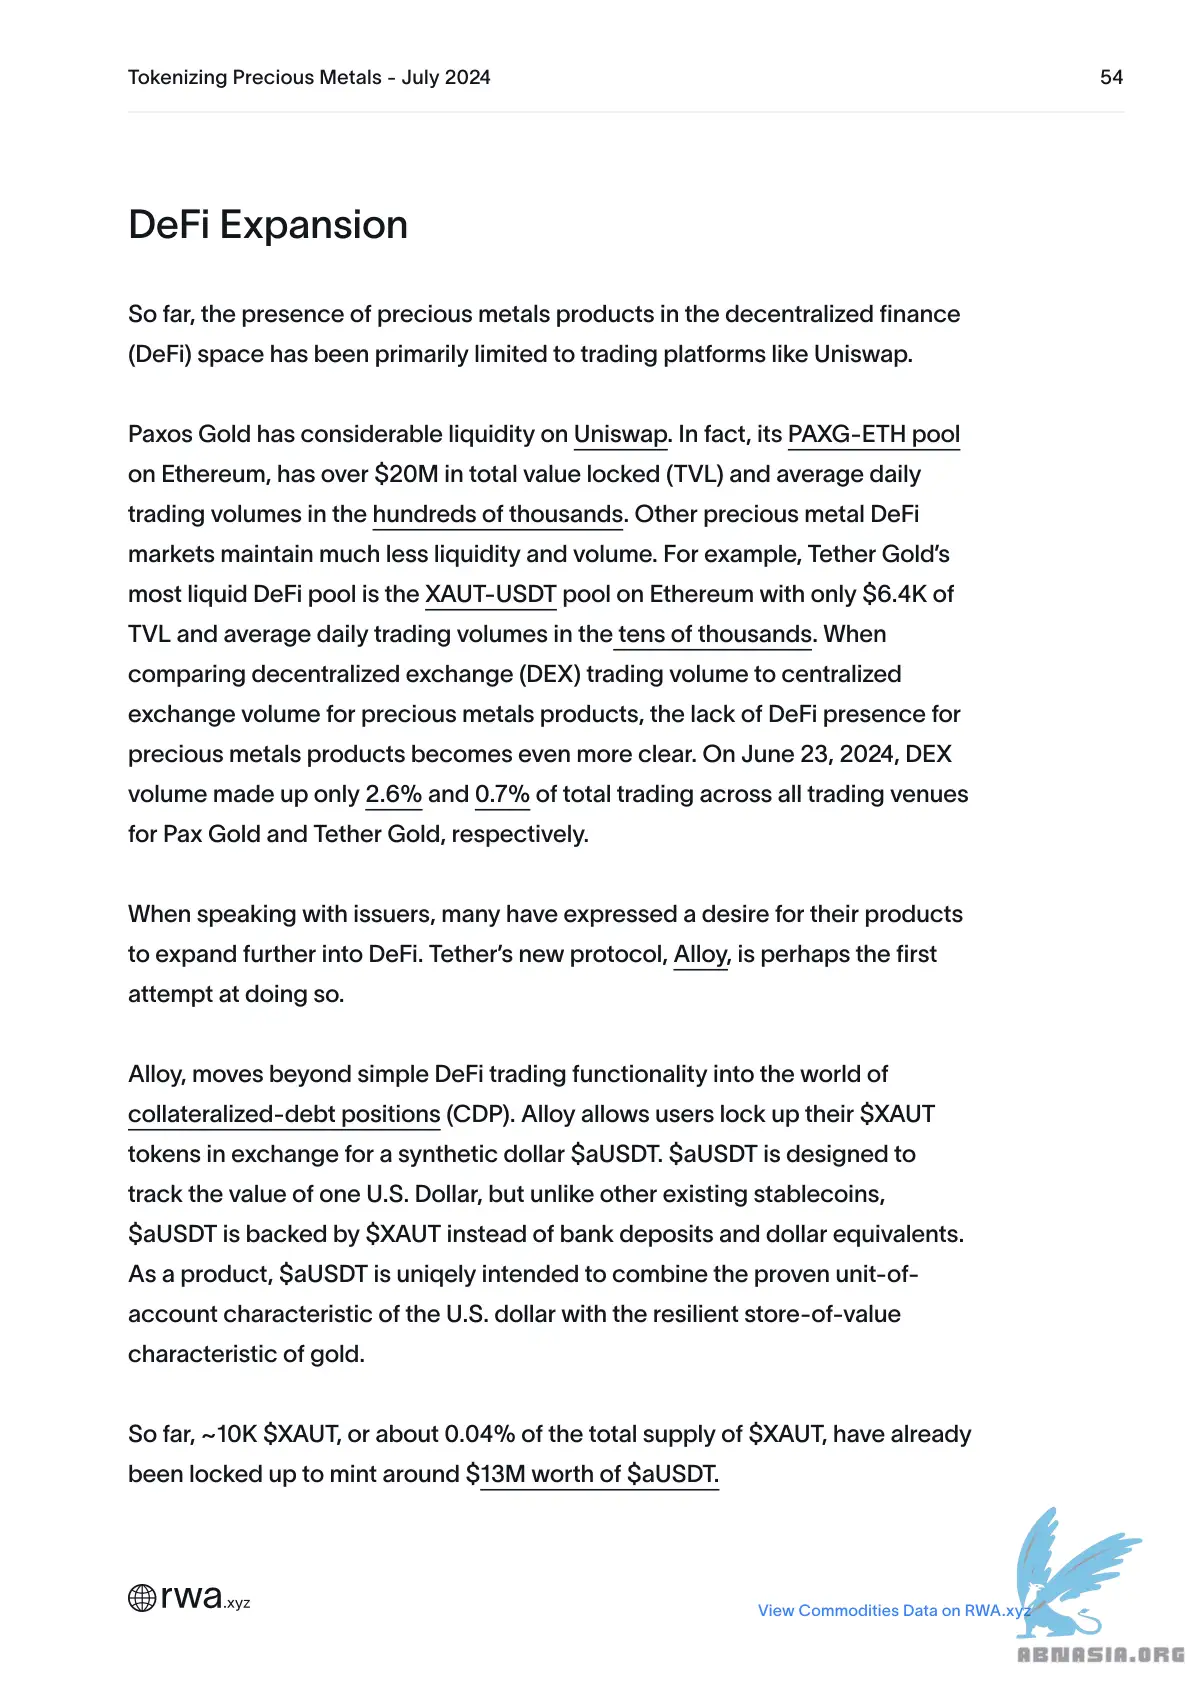 Tokenizing Precious Metals - July 2024
54
DeFi Expansion
So far, the presence of precious metals products in the decentralized finance
(DeFi) space has been primarily limited to trading platforms like Uniswap.
Paxos Gold has considerable liquidity on Uniswap. In fact, its PAXG-ETH pool
on Ethereum, has over $20M in total value locked (TVL) and average daily
trading volumes in the hundreds of thousands. Other precious metal DeFi
markets maintain much less liquidity and volume. For example, Tether Gold’s
most liquid DeFi pool is the XAUT-USDT pool on Ethereum with only $6.4K of
TVL and average daily trading volumes in the tens of thousands. When
comparing decentralized exchange (DEX) trading volume to centralized
exchange volume for precious metals products, the lack of DeFi presence for
precious metals products becomes even more clear. On June 23, 2024, DEX
volume made up only 2.6% and 0.7% of total trading across all trading venues
for Pax Gold and Tether Gold, respectively.
When speaking with issuers, many have expressed a desire for their products
to expand further into DeFi. Tether’s new protocol, Alloy, is perhaps the first
attempt at doing so.
Alloy, moves beyond simple DeFi trading functionality into the world of
collateralized-debt positions (CDP). Alloy allows users lock up their $XAUT
tokens in exchange for a synthetic dollar $aUSDT. $aUSDT is designed to
track the value of one U.S. Dollar, but unlike other existing stablecoins,
$aUSDT is backed by $XAUT instead of bank deposits and dollar equivalents.
As a product, $aUSDT is uniqely intended to combine the proven unit-of-
account characteristic of the U.S. dollar with the resilient store-of-value
characteristic of gold.
So far, ~10K $XAUT, or about 0.04% of the total supply of $XAUT, have already
been locked up to mint around $13M worth of $aUSDT.
rwa.xyz
View Commodities Data on RWA.xyz
ABNASIA.ORG